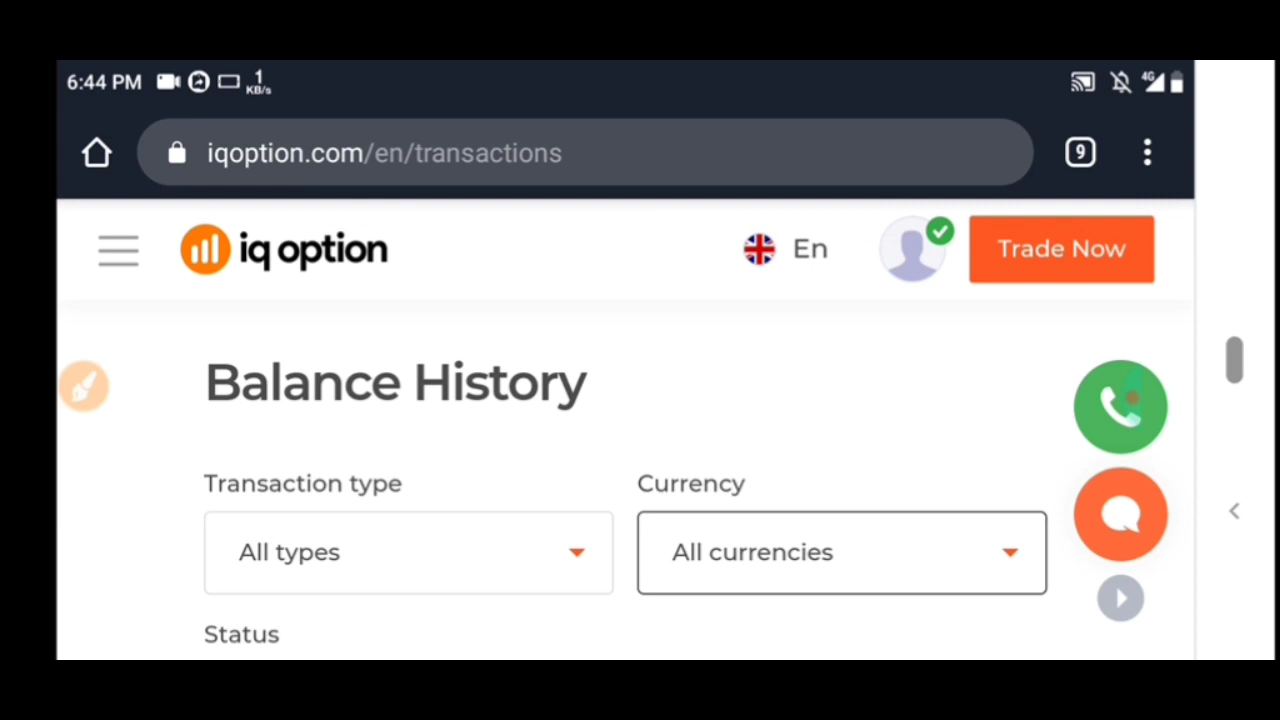 6:44 PM 1 KB/s 4G
iqoption.com/en/transactions 9
iq option En Trade Now
Balance History
Transaction type Currency
All types All currencies
Status